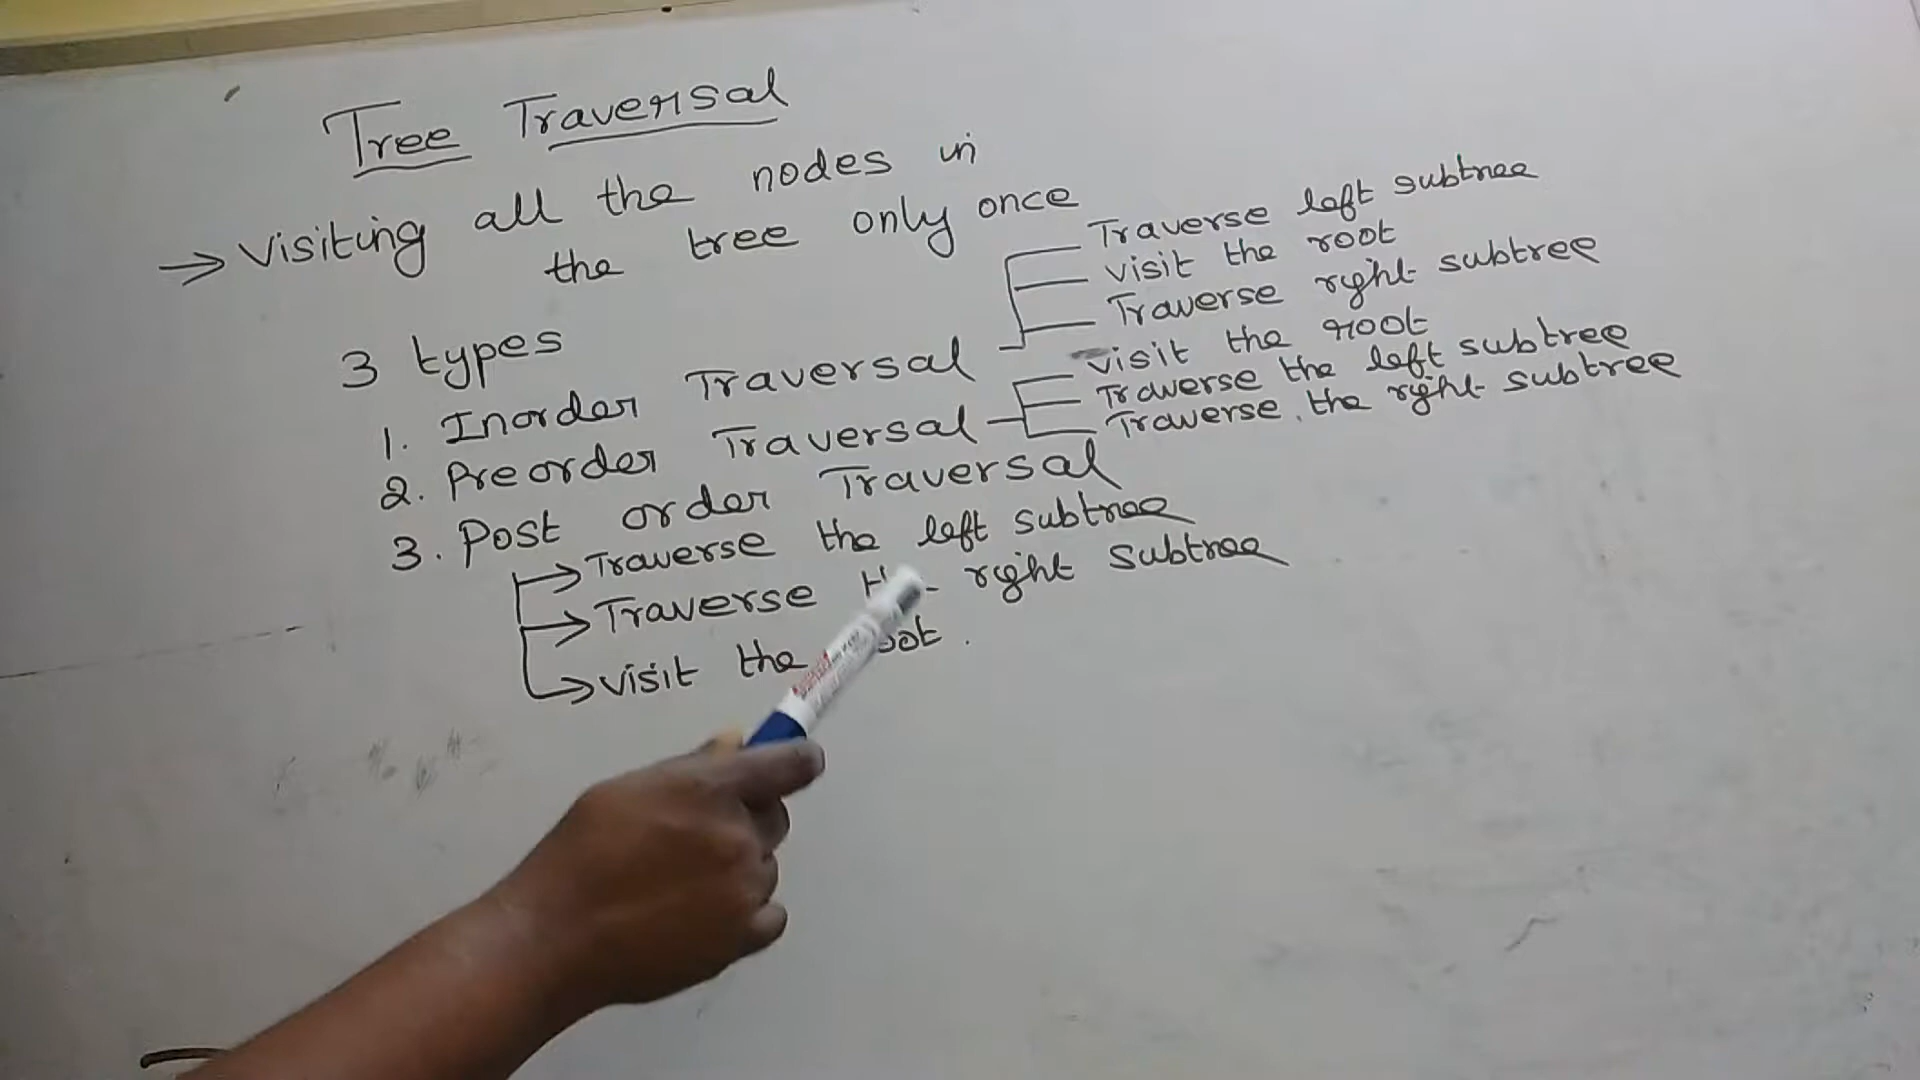 Tree Traversal
→ Visiting all the nodes in
the tree only once
3 types
1. Inorder Traversal
Traverse left subtree
visit the root
Traverse right subtree
2. Preorder Traversal
visit the root
Traverse the left subtree
Traverse the right subtree
3. Post order Traversal
→ Traverse the left subtree
→ Traverse right subtree
→ visit the